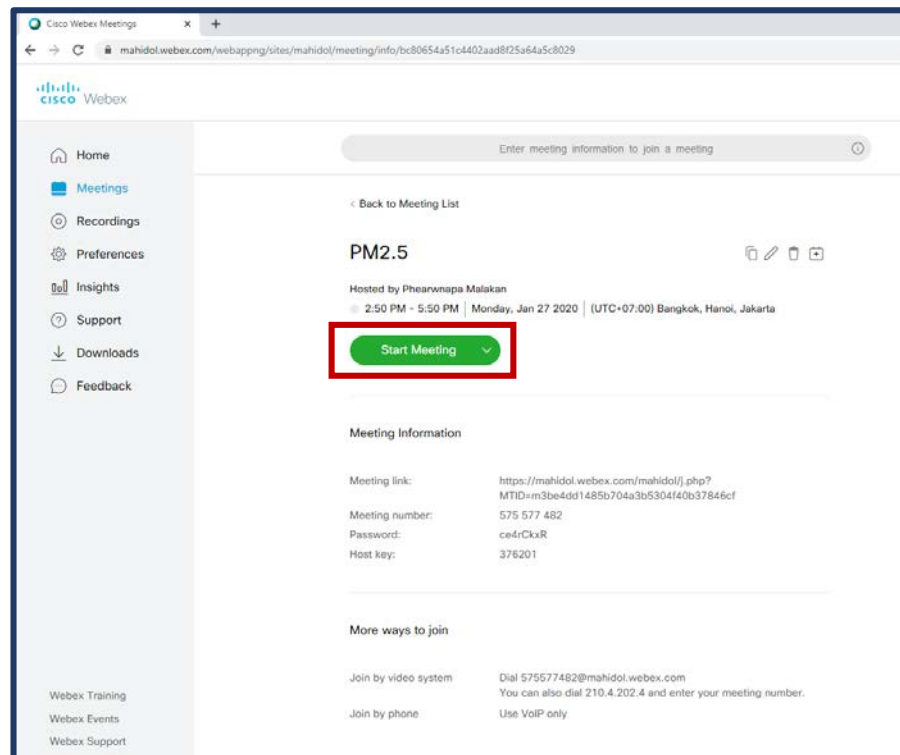 Cisco Webex Meetings
mahidol.webex.com/webappng/sites/mahidol/meeting/info/bc80654a51c4402aad8f25a64a5c8029
CISCO Webex
Enter meeting information to join a meeting
Home
Meetings
Recordings
Preferences
Insights
Support
Downloads
Feedback
Webex Training
Webex Events
Webex Support
< Back to Meeting List
PM2.5
Hosted by Phearwnapa Malakan
2:50 PM - 5:50 PM | Monday, Jan 27 2020 | (UTC+07:00) Bangkok, Hanoi, Jakarta
Start Meeting
Meeting Information
Meeting link: https://mahidol.webex.com/mahidol/j.php?
MTID=m3be4dd1485b704a3b5304f40b37846cf
Meeting number: 575 577 482
Password: ce4rCkxR
Host key: 376201
More ways to join
Join by video system Dial 575577482@mahidol.webex.com
You can also dial 210.4.202.4 and enter your meeting number.
Join by phone Use VoIP only